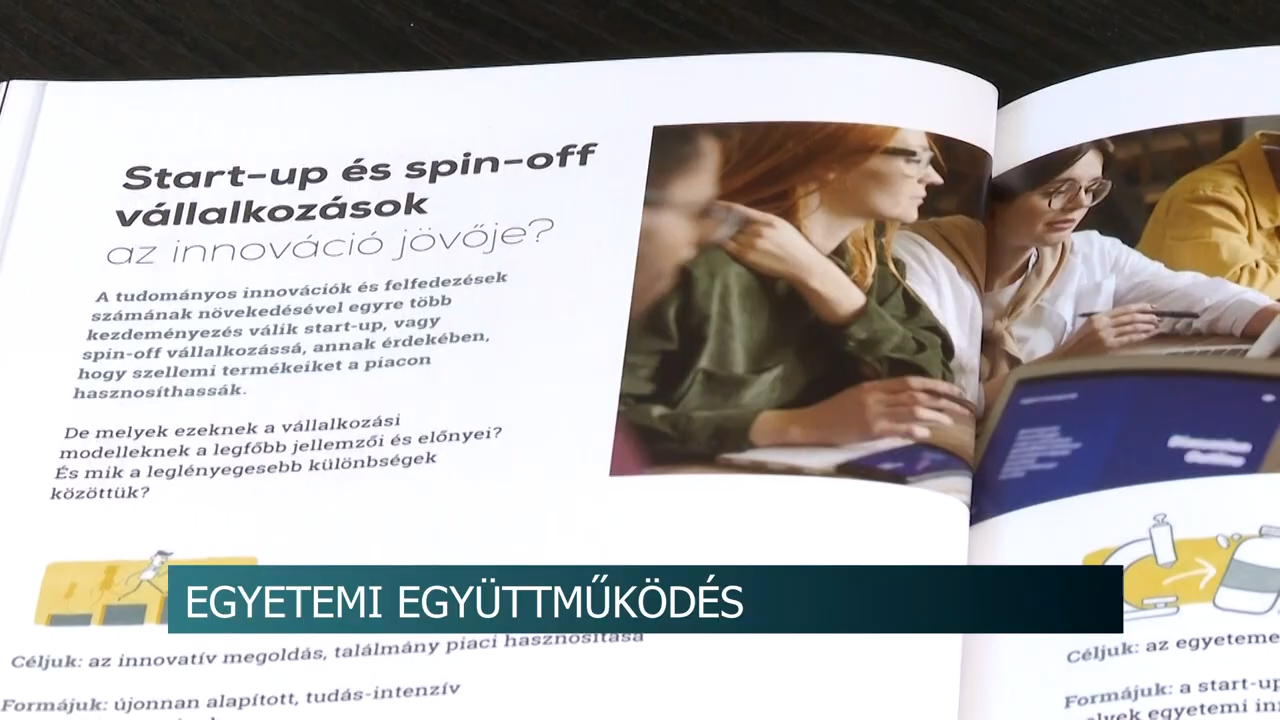 Start-up és spin-off
vállalkozások
az innováció jövője?
A tudományos innovációk és felfedezések
számának növekedésével egyre több
kezdeményezés válik start-up, vagy
spin-off vállalkozássá, annak érdekében,
hogy szellemi termékeiket a piacon
hasznosíthassák.
De melyek ezeknek a vállalkozási
modelleknek a legfőbb jellemzői és előnyei?
És mik a leglényegesebb különbségek
közöttük?
EGYETEMI EGYÜTTMŰKÖDÉS
Céljuk: az innovatív megoldás, találmány piaci hasznosítása
Formájuk: újonnan alapított, tudás-intenzív
Céljuk: az egyeteme
Formájuk: a start-up
egyetemi in